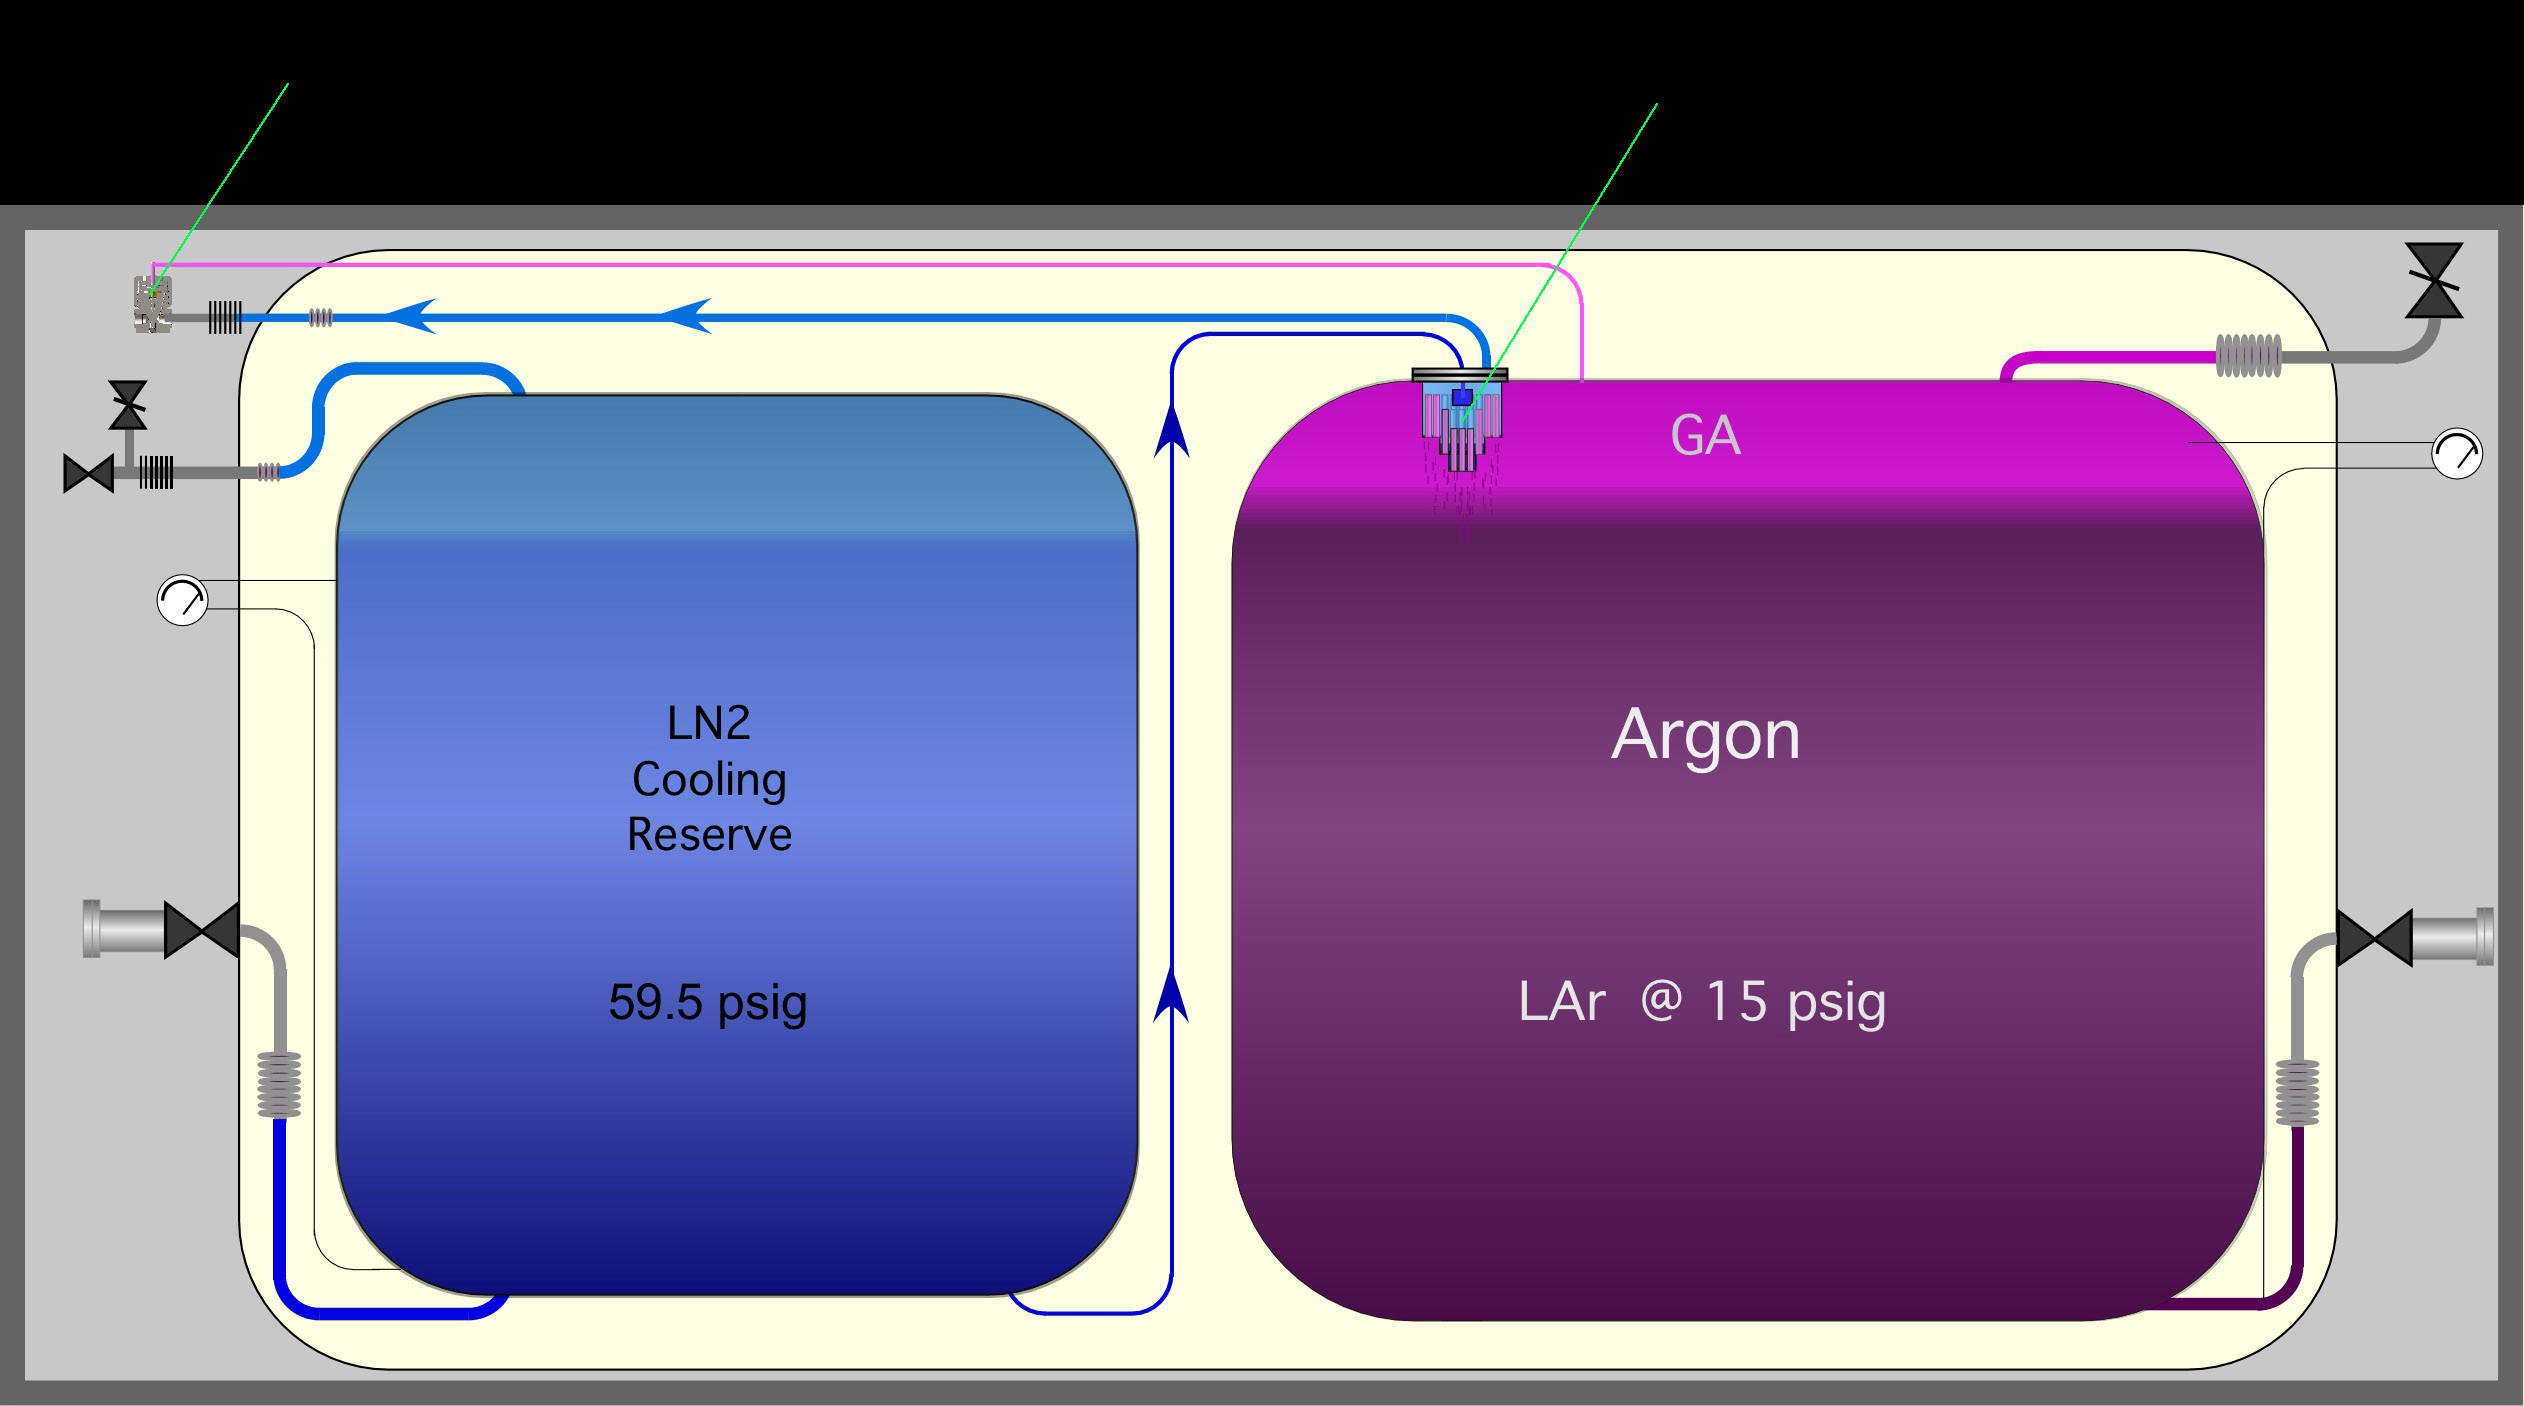 GA
LN2
Cooling
Reserve
59.5 psig
Argon
LAr @ 15 psig